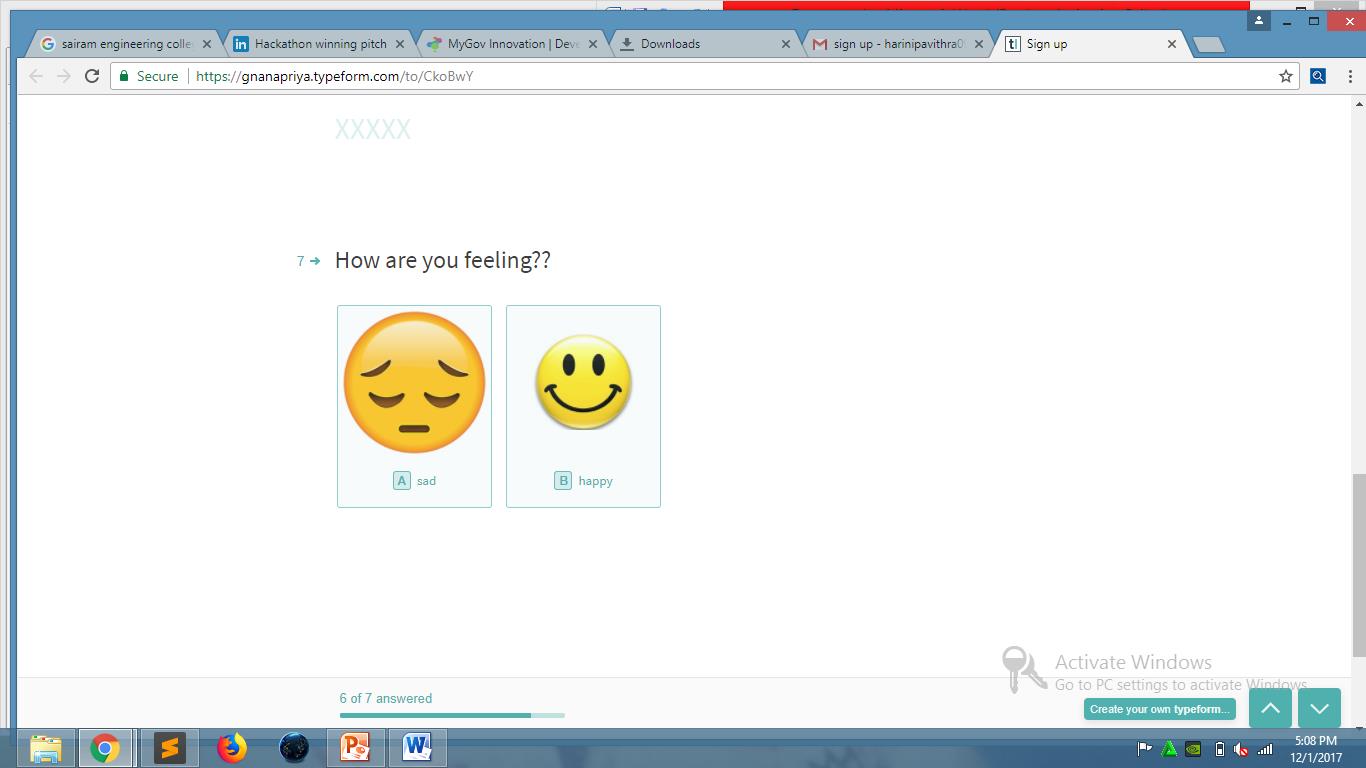 sairam engineering colle
Hackathon winning pitch
MyGov Innovation | Deve
Downloads
sign up - harinipavithra0
Sign up
Secure
https://gnanapriya.typeform.com/to/CkoBwY
XXXXX
7
How are you feeling??
A sad
B happy
Activate Windows
Go to PC settings to activate Windows.
6 of 7 answered
Create your own typeform...
5:08 PM
12/1/2017